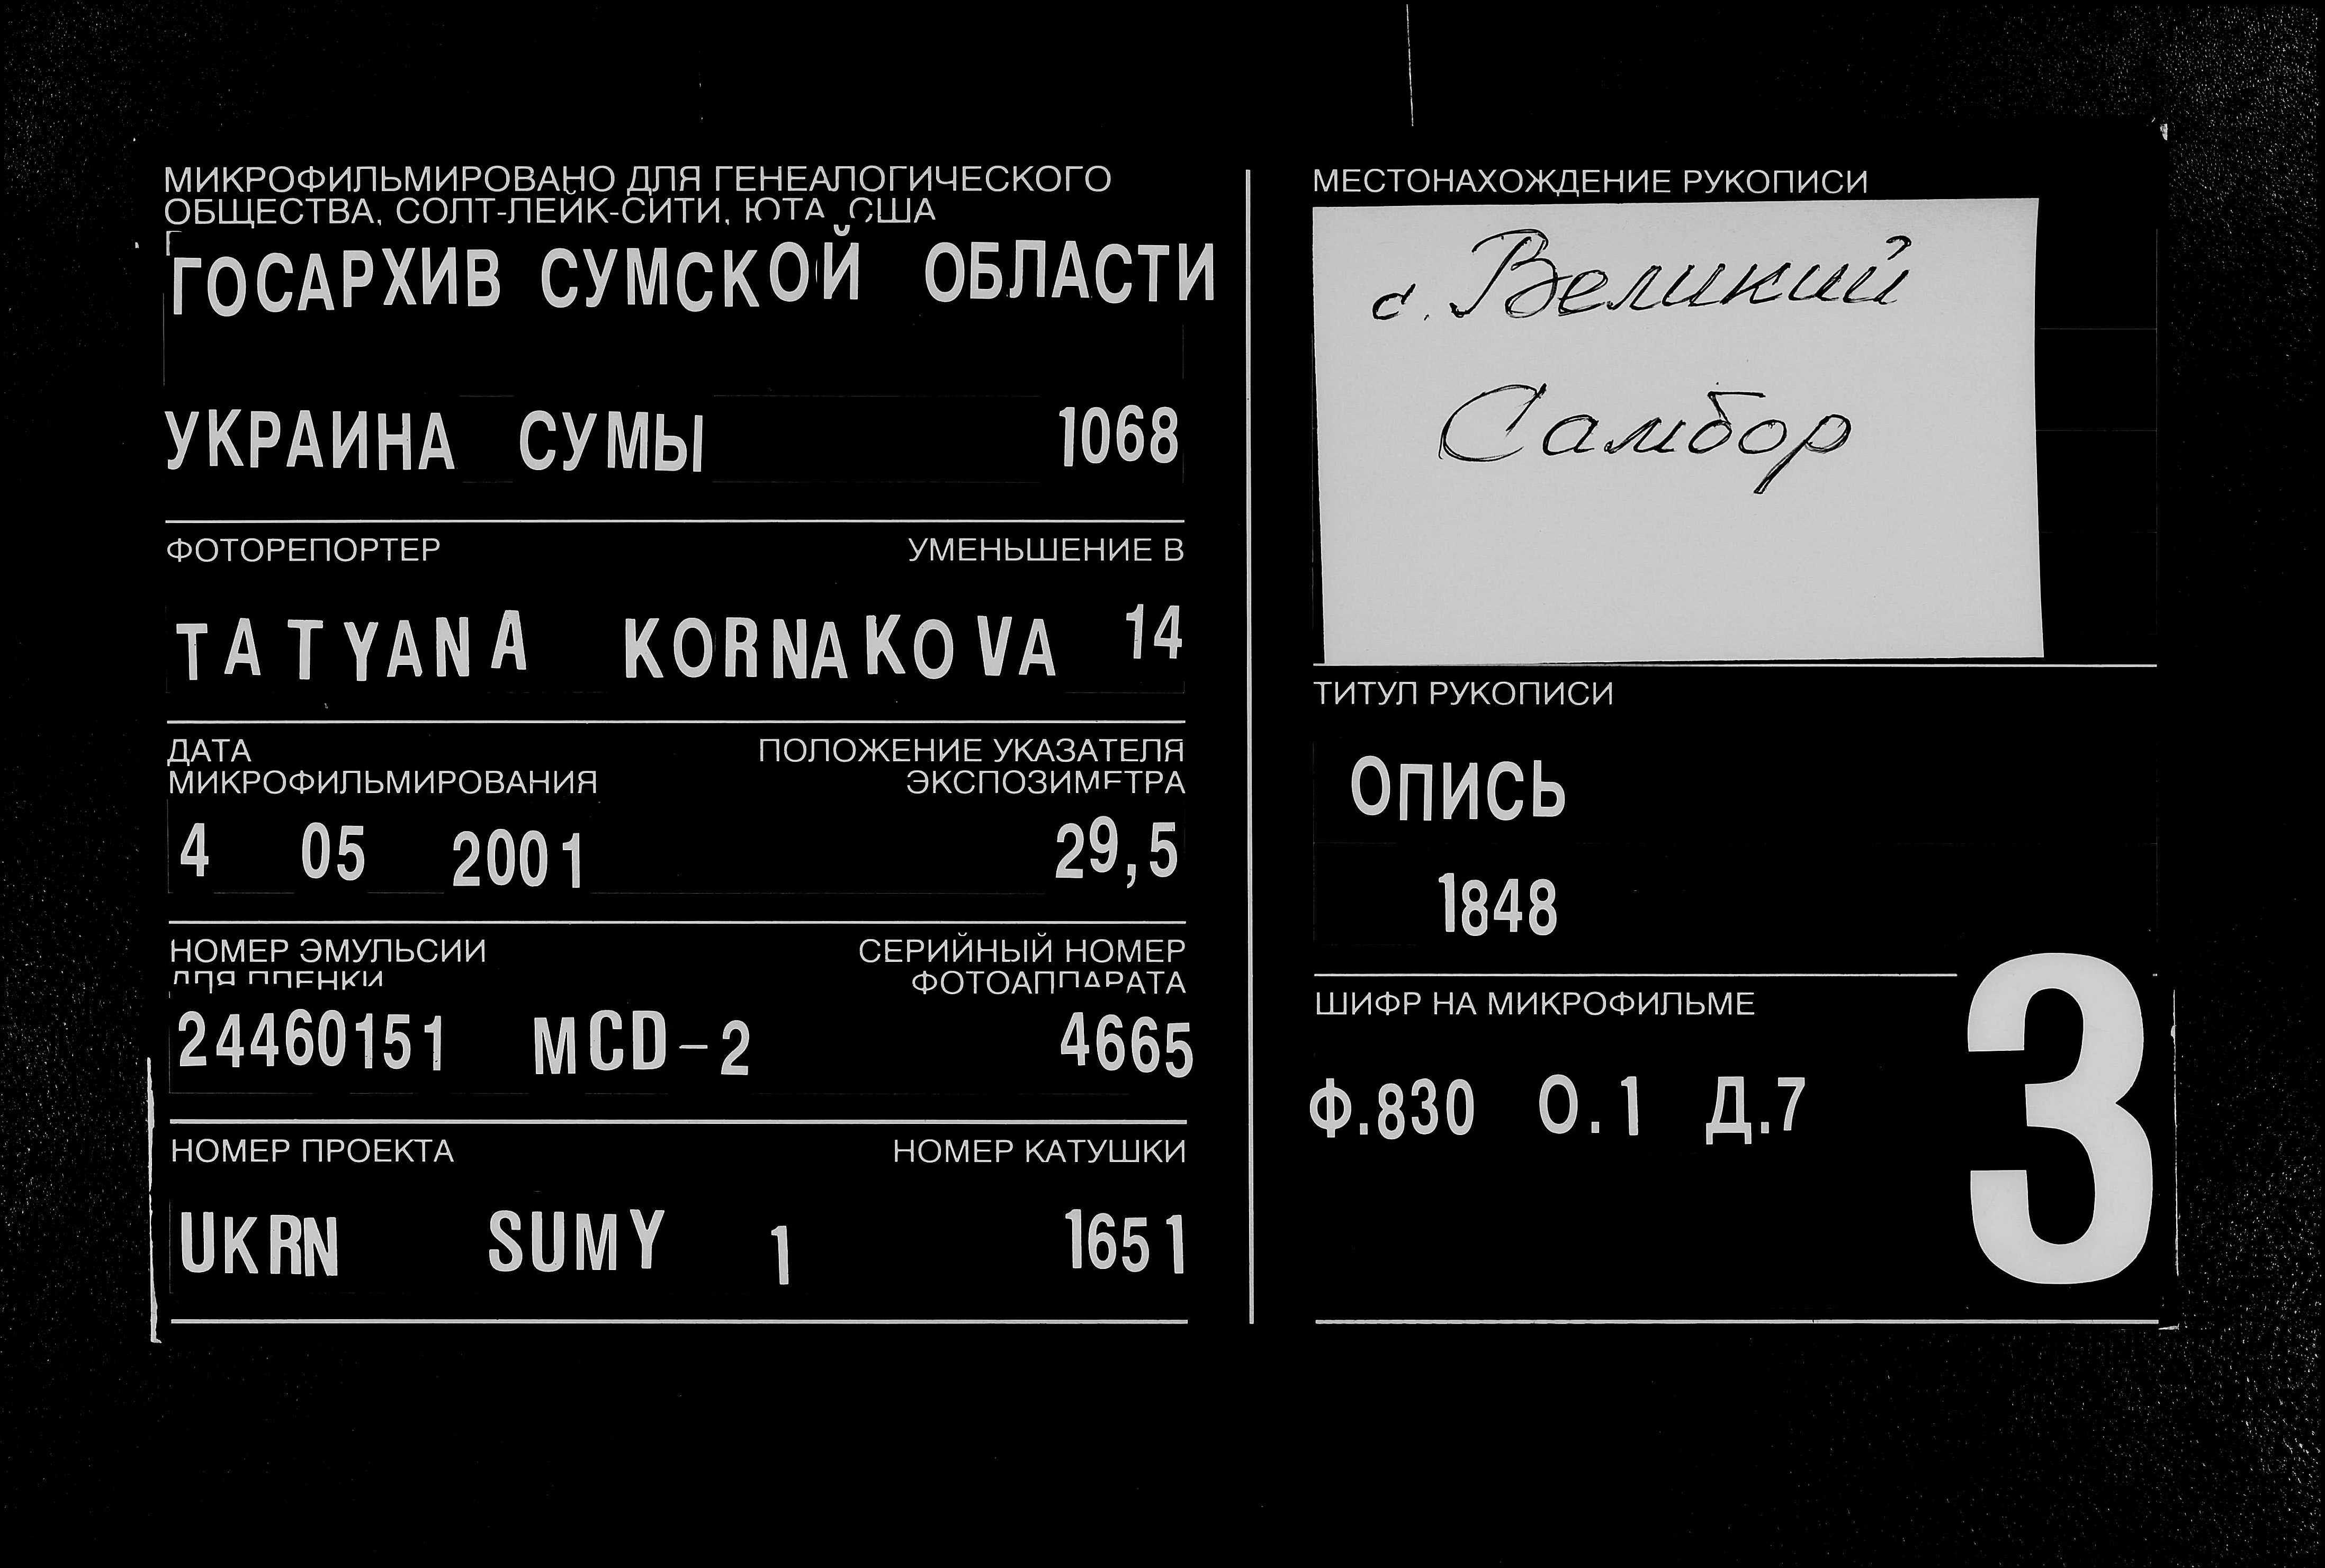 МИКРОФИЛЬМИРОВАНО ДЛЯ ГЕНЕАЛОГИЧЕСКОГО
ОБЩЕСТВА, СОЛТ-ЛЕЙК-СИТИ, ЮТА, США
ГОСАРХИВ СУМСКОЙ ОБЛАСТИ
УКРАИНА СУМЫ 1068
ФОТОРЕПОРТЕР УМЕНЬШЕНИЕ В
TATYANA KORNAKOVA 14
ДАТА ПОЛОЖЕНИЕ УКАЗАТЕЛЯ
МИКРОФИЛЬМИРОВАНИЯ ЭКСПОЗИМЕТРА
4 05 2001 29,5
НОМЕР ЭМУЛЬСИИ СЕРИЙНЫЙ НОМЕР
ДЛЯ ПЛЕНКИ ФОТОАППАРАТА
24460151 MCD-2 4665
НОМЕР ПРОЕКТА НОМЕР КАТУШКИ
UKRN SUMY 1 1651
МЕСТОНАХОЖДЕНИЕ РУКОПИСИ
с. Великий
Самбор
ТИТУЛ РУКОПИСИ
ОПИСЬ
1848
ШИФР НА МИКРОФИЛЬМЕ
Ф.830 О.1 Д.7
3